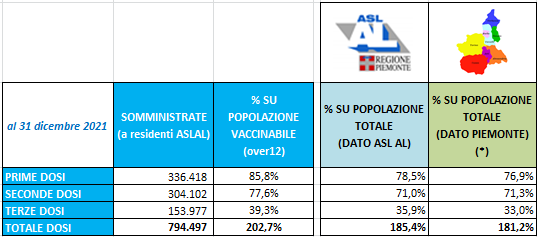 ASL
AL
REGIONE
PIEMONTE
al 31 dicembre 2021
SOMMINISTRATE
(a residenti ASLAL)
% SU
POPOLAZIONE
VACCINABILE
(over12)
% SU POPOLAZIONE
TOTALE
(DATO ASL AL)
% SU POPOLAZIONE
TOTALE
(DATO PIEMONTE)
(*)
PRIME DOSI 336.418 85,8% 78,5% 76,9%
SECONDE DOSI 304.102 77,6% 71,0% 71,3%
TERZE DOSI 153.977 39,3% 35,9% 33,0%
TOTALE DOSI 794.497 202,7% 185,4% 181,2%